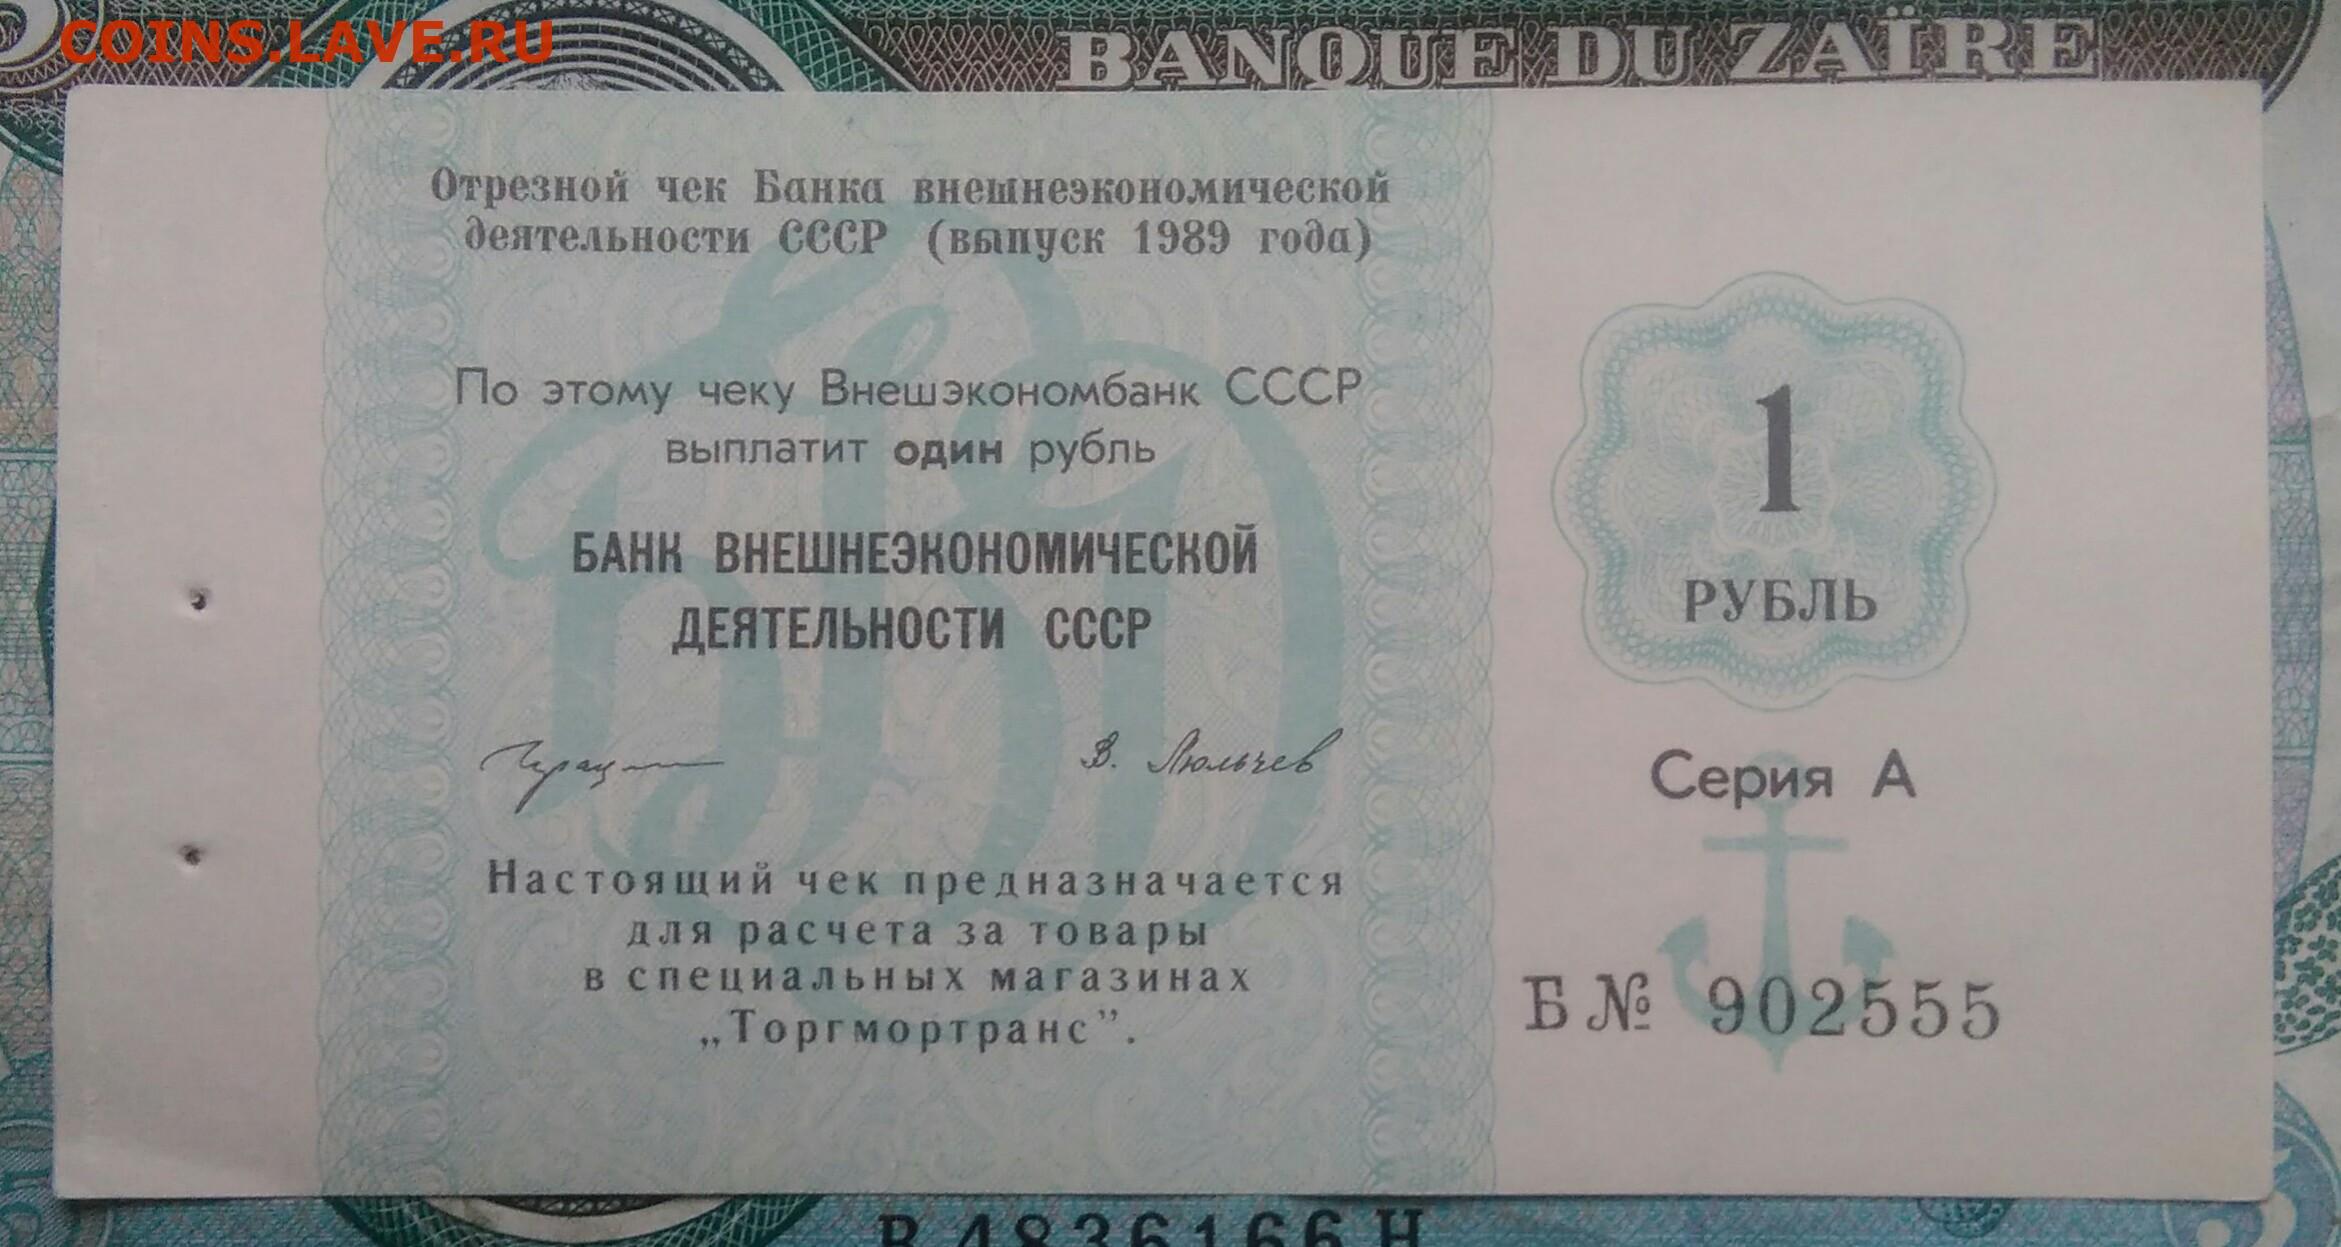 COINS.LAVE.RU
BANQUE DU ZAÏRE
Отрезной чек Банка внешнеэкономической
деятельности СССР (выпуск 1989 года)
По этому чеку Внешэкономбанк СССР
выплатит один рубль
БАНК ВНЕШНЕЭКОНОМИЧЕСКОЙ
ДЕЯТЕЛЬНОСТИ СССР
В. Люльчев
Настоящий чек предназначается
для расчета за товары
в специальных магазинах
„Торгмортранс”.
1
РУБЛЬ
Серия А
Б № 902555
B 4836166 H